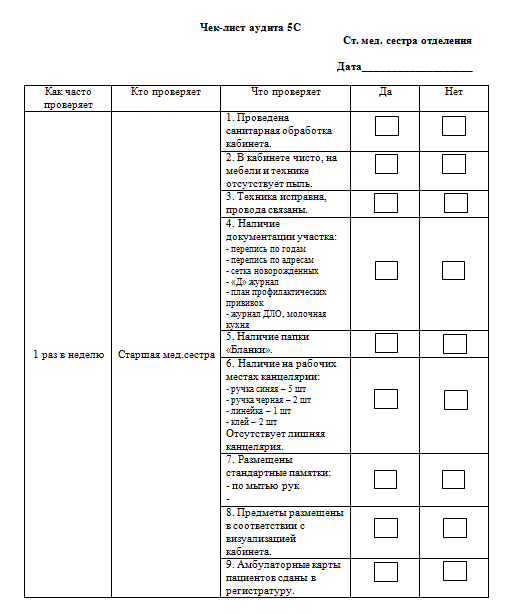 Чек-лист аудита 5С
Ст. мед. сестра отделения
Дата___________________
Как часто
проверяет
Кто проверяет
Что проверяет
Да
Нет
1 раз в неделю
Старшая мед.сестра
1. Проведена
санитарная обработка
кабинета.
2. В кабинете чисто, на
мебели и технике
отсутствует пыль.
3. Техника исправна,
провода связаны.
4. Наличие
документации участка:
- перепись по годам
- перепись по адресам
- сетка новорожденных
- «Д» журнал
- план профилактических
прививок
- журнал ДЛО, молочная
кухня
5. Наличие папки
«Бланки».
6. Наличие на рабочих
местах канцелярии:
- ручка синяя – 5 шт
- ручка черная – 2 шт
- линейка – 1 шт
- клей – 2 шт
Отсутствует лишняя
канцелярия.
7. Размещены
стандартные памятки:
- по мытью рук
-
8. Предметы размещены
в соответствии с
визуализацией
кабинета.
9. Амбулаторные карты
пациентов сданы в
регистратуру.